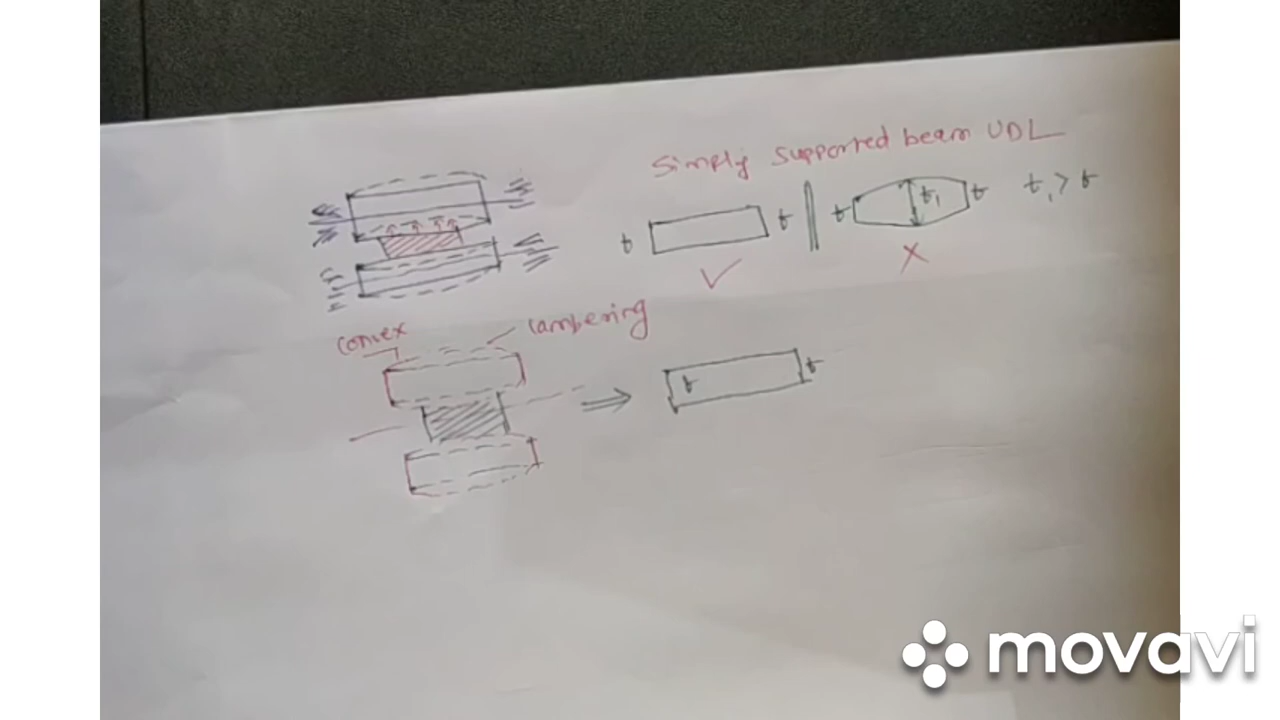 Simply supported beam UDL
t t t t₁ t t₁ > t
convex cambering
t t
movavi